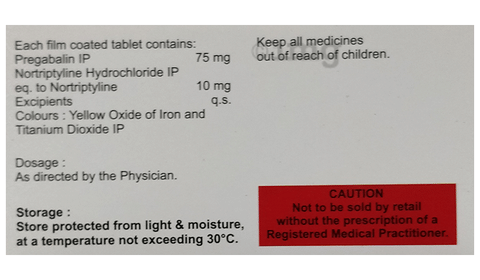 Each film coated tablet contains:
Pregabalin IP 75 mg
Nortriptyline Hydrochloride IP
eq. to Nortriptyline 10 mg
Excipients q.s.
Colours : Yellow Oxide of Iron and
Titanium Dioxide IP
Dosage :
As directed by the Physician.
Storage :
Store protected from light & moisture,
at a temperature not exceeding 30°C.
Keep all medicines
out of reach of children.
CAUTION
Not to be sold by retail
without the prescription of a
Registered Medical Practitioner.